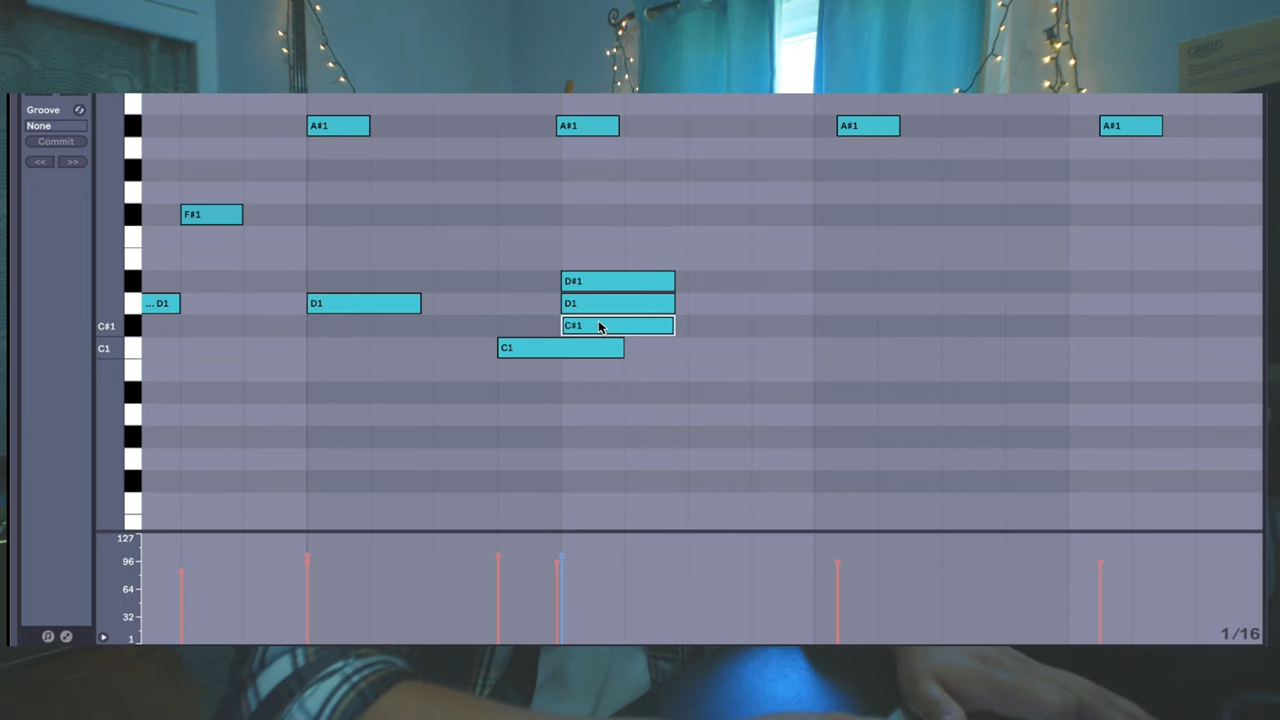 Groove
None
Commit
<< >>
A#1 A#1 A#1 A#1
F#1
D#1
... D1 D1 D1
C#1 C#1
C1 C1
127
96
64
32
1
1/16